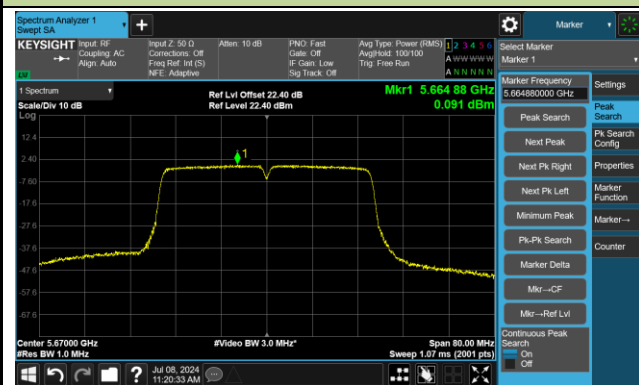 Spectrum Analyzer 1
Swept SA
Marker
KEYSIGHT
Input: RF
Coupling: AC
Align: Auto
Input Z: 50 Ω
Corrections: Off
Freq Ref: Int (S)
NFE: Adaptive
Atten: 10 dB
PNO: Fast
Gate: Off
IF Gain: Low
Sig Track: Off
Avg Type: Power (RMS)
Avg|Hold: 100/100
Trig: Free Run
1 2 3 4 5 6
A W W W W W
A N N N N N
Select Marker
Marker 1
1 Spectrum
Scale/Div 10 dB
Log
Ref Lvl Offset 22.40 dB
Ref Level 22.40 dBm
Mkr1 5.664 88 GHz
0.091 dBm
1
12.4
2.40
-7.60
-17.6
-27.6
-37.6
-47.6
-57.6
-67.6
Center 5.67000 GHz
#Res BW 1.0 MHz
#Video BW 3.0 MHz*
Span 80.00 MHz
Sweep 1.07 ms (2001 pts)
Marker Frequency
5.664880000 GHz
Peak Search
Next Peak
Next Pk Right
Next Pk Left
Minimum Peak
Pk-Pk Search
Marker Delta
Mkr→CF
Mkr→Ref Lvl
Continuous Peak
Search
On
Off
Settings
Peak
Search
Pk Search
Config
Properties
Marker
Function
Marker→
Counter
Jul 08, 2024
11:20:33 AM